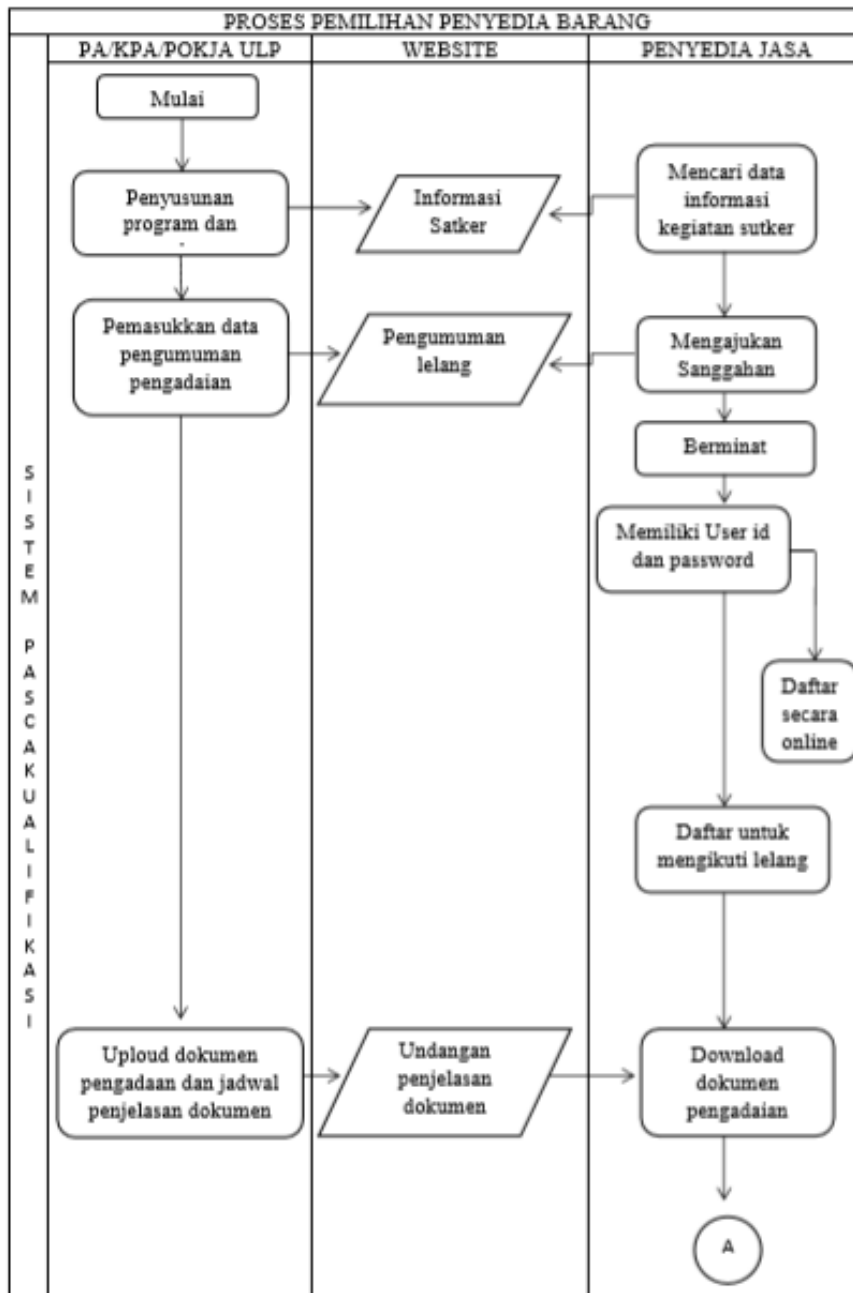 PROSES PEMILIHAN PENYEDIA BARANG
PA/KPA/POKJA ULP
WEBSITE
PENYEDIA JASA
SISTEM PASCAKUALIFIKASI
Mulai
Penyusunan
program dan
Informasi
Satker
Mencari data
informasi
kegiatan sutker
Pemasukkan data
pengumuman
pengadaian
Pengumuman
lelang
Mengajukan
Sanggahan
Berminat
Memiliki User id
dan password
Daftar
secara
online
Daftar untuk
mengikuti lelang
Uploud dokumen
pengadaan dan jadwal
penjelasan dokumen
Undangan
penjelasan
dokumen
Download
dokumen
pengadaian
A